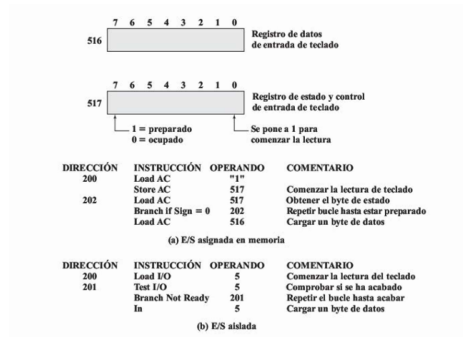 7 6 5 4 3 2 1 0
516 Registro de datos
de entrada de teclado
7 6 5 4 3 2 1 0
517 Registro de estado y control
de entrada de teclado
1 = preparado
0 = ocupado
Se pone a 1 para
comenzar la lectura
DIRECCIÓN INSTRUCCIÓN OPERANDO COMENTARIO
200 Load AC "1"
Store AC 517 Comenzar la lectura de teclado
202 Load AC 517 Obtener el byte de estado
Branch if Sign = 0 202 Repetir bucle hasta estar preparado
Load AC 516 Cargar un byte de datos
(a) E/S asignada en memoria
DIRECCIÓN INSTRUCCIÓN OPERANDO COMENTARIO
200 Load I/O 5 Comenzar la lectura del teclado
201 Test I/O 5 Comprobar si se ha acabado
Branch Not Ready 201 Repetir el bucle hasta acabar
In 5 Cargar un byte de datos
(b) E/S aislada